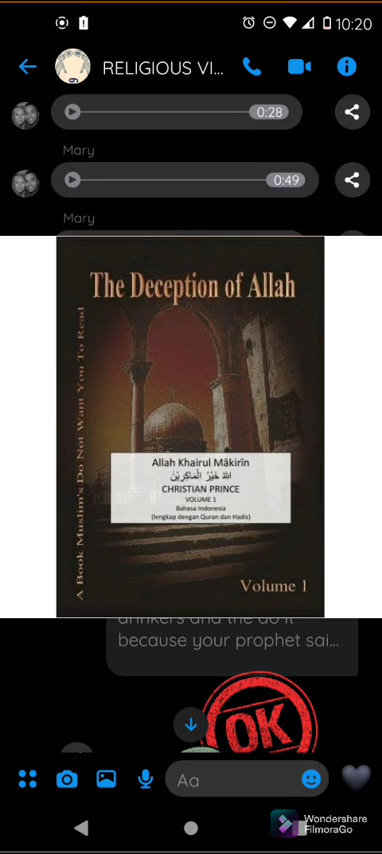 10:20
RELIGIOUS VI...
0:28
Mary
0:49
Mary
The Deception of Allah
A Book Muslim's Do Not Want You To Read
Allah Khairul Mākirīn
الله خَيْرُ الْمَاكِرِيْنَ
CHRISTIAN PRINCE
VOLUME 1
Bahasa Indonesia
(lengkap dengan Quran dan Hadis)
Volume 1
drinkers and the do it
because your prophet sai...
OK
Aa
Wondershare
FilmoraGo